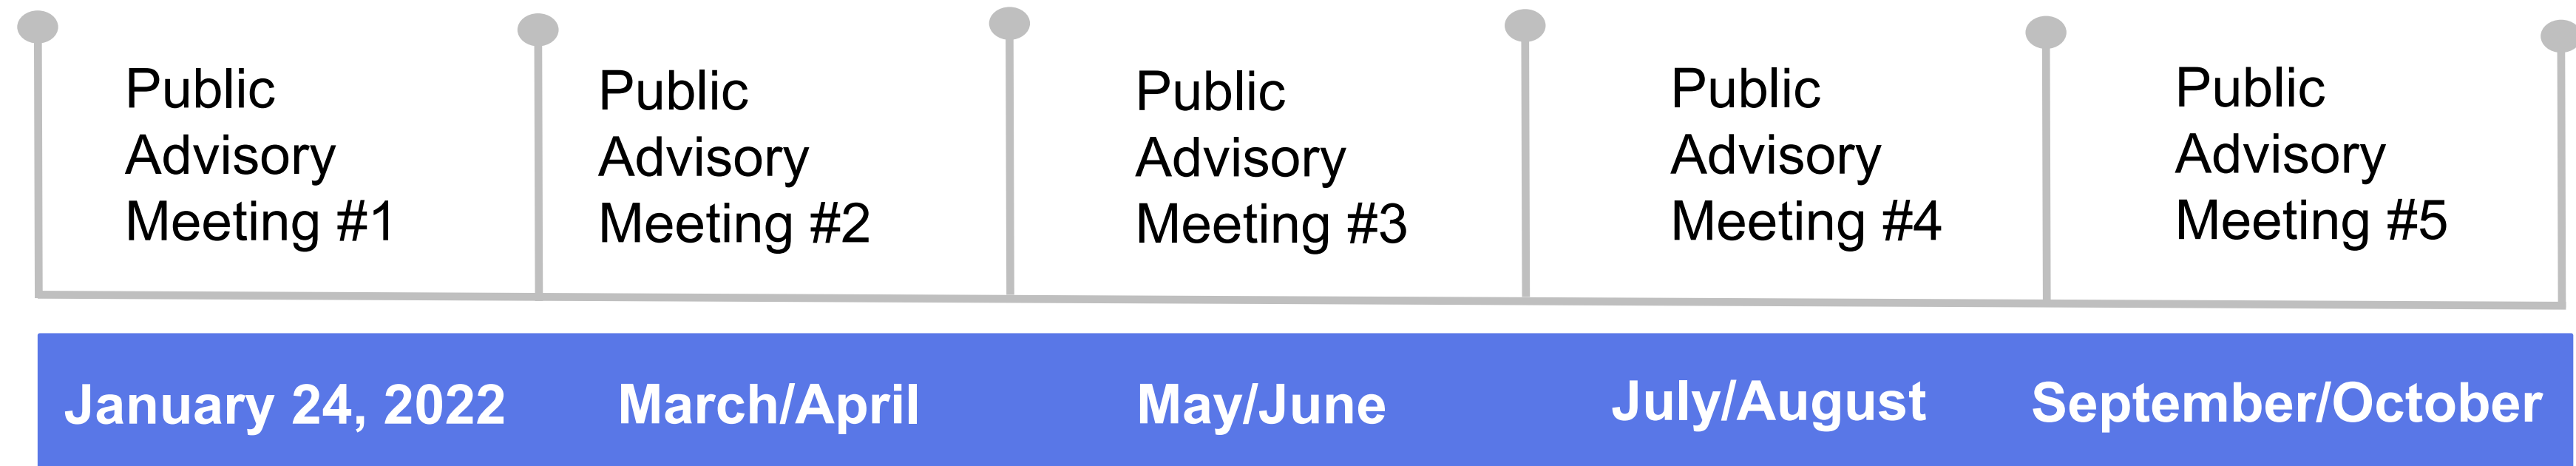 Public
Advisory
Meeting #1
Public
Advisory
Meeting #2
Public
Advisory
Meeting #3
Public
Advisory
Meeting #4
Public
Advisory
Meeting #5
January 24, 2022
March/April
May/June
July/August
September/October